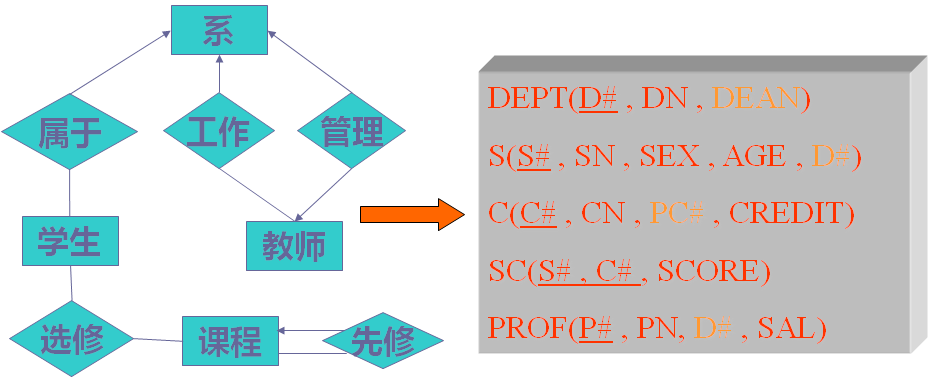 系
属于
工作
管理
学生
教师
选修
课程
先修
DEPT(D# , DN , DEAN)
S(S# , SN , SEX , AGE , D#)
C(C# , CN , PC# , CREDIT)
SC(S# , C# , SCORE)
PROF(P# , PN, D# , SAL)